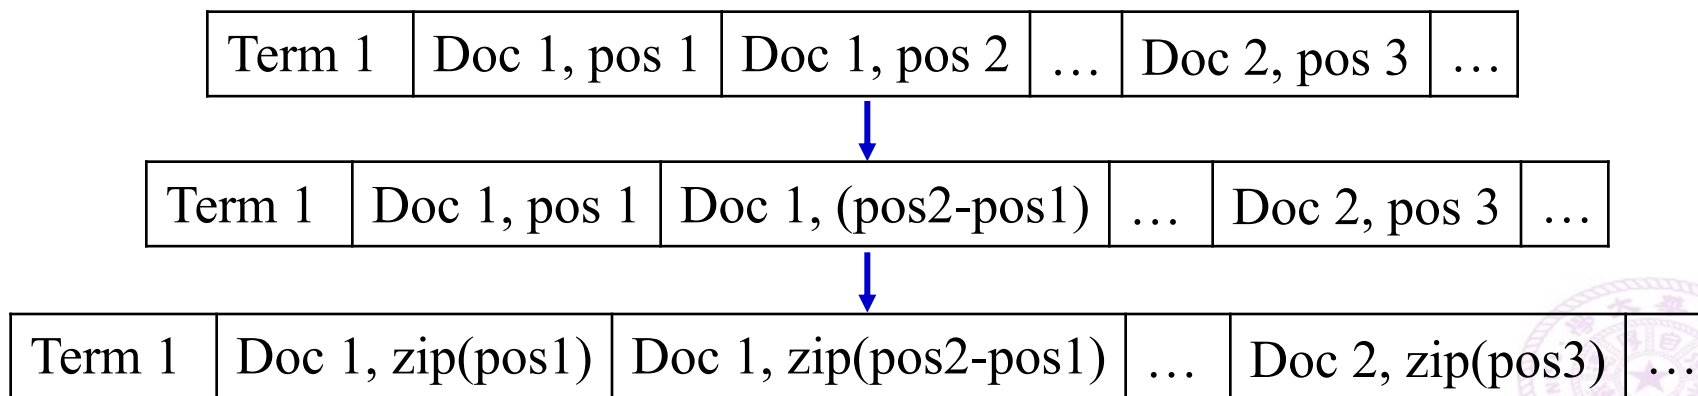 Term 1 Doc 1, pos 1 Doc 1, pos 2 … Doc 2, pos 3 …
Term 1 Doc 1, pos 1 Doc 1, (pos2-pos1) … Doc 2, pos 3 …
Term 1 Doc 1, zip(pos1) Doc 1, zip(pos2-pos1) … Doc 2, zip(pos3) …